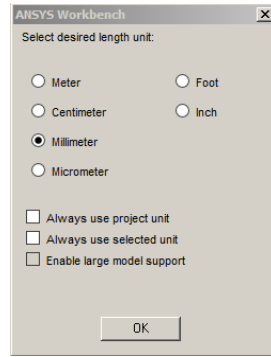 ANSYS Workbench
Select desired length unit:
Meter
Foot
Centimeter
Inch
Millimeter
Micrometer
Always use project unit
Always use selected unit
Enable large model support
OK